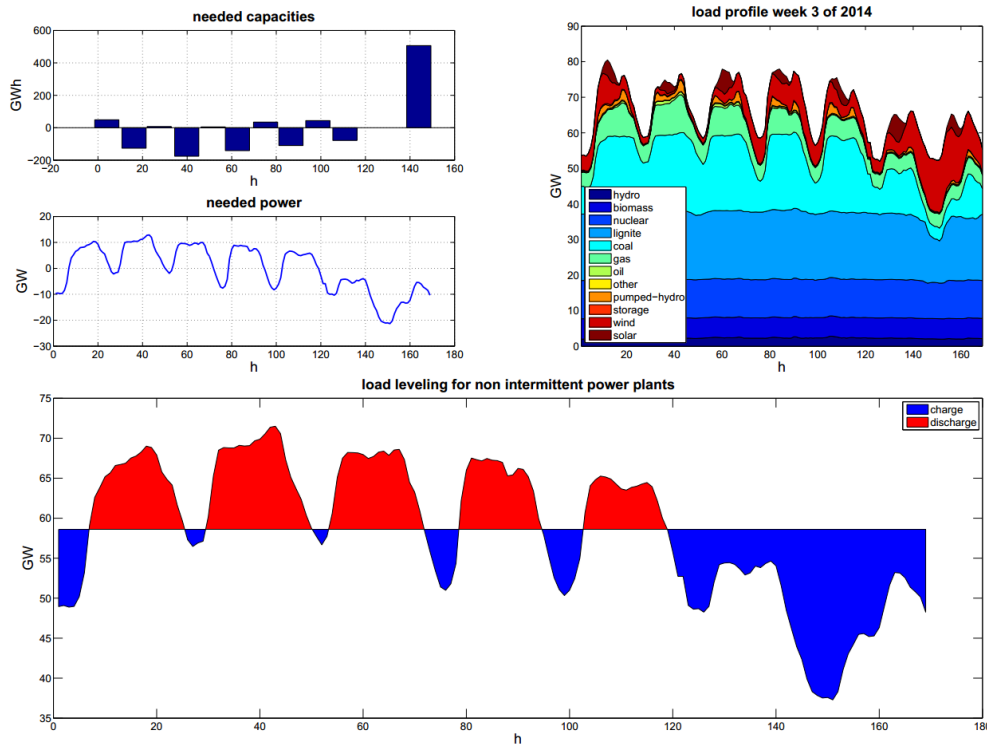 needed capacities
600
400
200
0
−200
GWh
−20 0 20 40 60 80 100 120 140 160
h
needed power
20
10
0
−10
−20
−30
GW
0 20 40 60 80 100 120 140 160 180
h
load profile week 3 of 2014
90
80
70
60
50
40
30
20
10
0
GW
hydro
biomass
nuclear
lignite
coal
gas
oil
other
pumped−hydro
storage
wind
solar
20 40 60 80 100 120 140 160
h
load leveling for non intermittent power plants
75
70
65
60
55
50
45
40
35
GW
charge
discharge
0 20 40 60 80 100 120 140 160 180
h